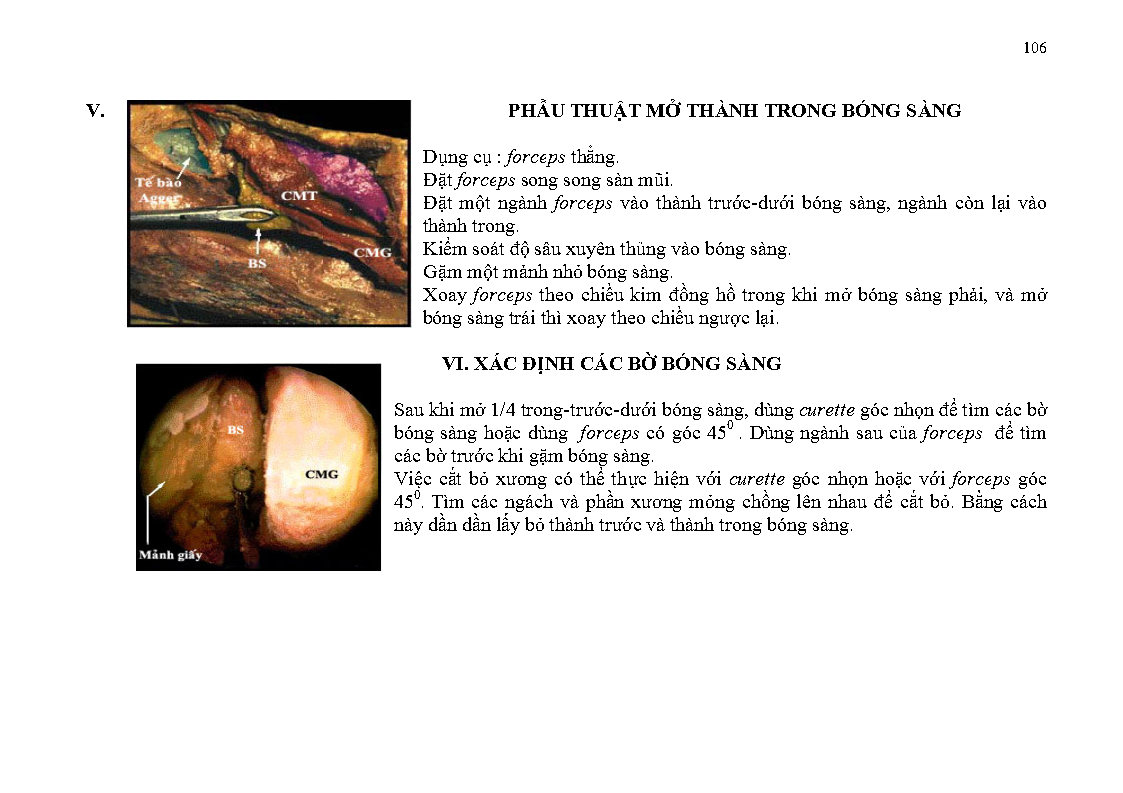 106
V. PHẪU THUẬT MỞ THÀNH TRONG BÓNG SÀNG
Tế bào
Agger
CMT
CMG
BS
Dụng cụ : forceps thẳng.
Đặt forceps song song sàn mũi.
Đặt một ngành forceps vào thành trước-dưới bóng sàng, ngành còn lại vào
thành trong.
Kiểm soát độ sâu xuyên thủng vào bóng sàng.
Gặm một mảnh nhỏ bóng sàng.
Xoay forceps theo chiều kim đồng hồ trong khi mở bóng sàng phải, và mở
bóng sàng trái thì xoay theo chiều ngược lại.
VI. XÁC ĐỊNH CÁC BỜ BÓNG SÀNG
BS
CMG
Mảnh giấy
Sau khi mở 1/4 trong-trước-dưới bóng sàng, dùng curette góc nhọn để tìm các bờ
bóng sàng hoặc dùng forceps có góc 45⁰ . Dùng ngành sau của forceps để tìm
các bờ trước khi gặm bóng sàng.
Việc cắt bỏ xương có thể thực hiện với curette góc nhọn hoặc với forceps góc
45⁰. Tìm các ngách và phần xương mỏng chồng lên nhau để cắt bỏ. Bằng cách
này dần dần lấy bỏ thành trước và thành trong bóng sàng.